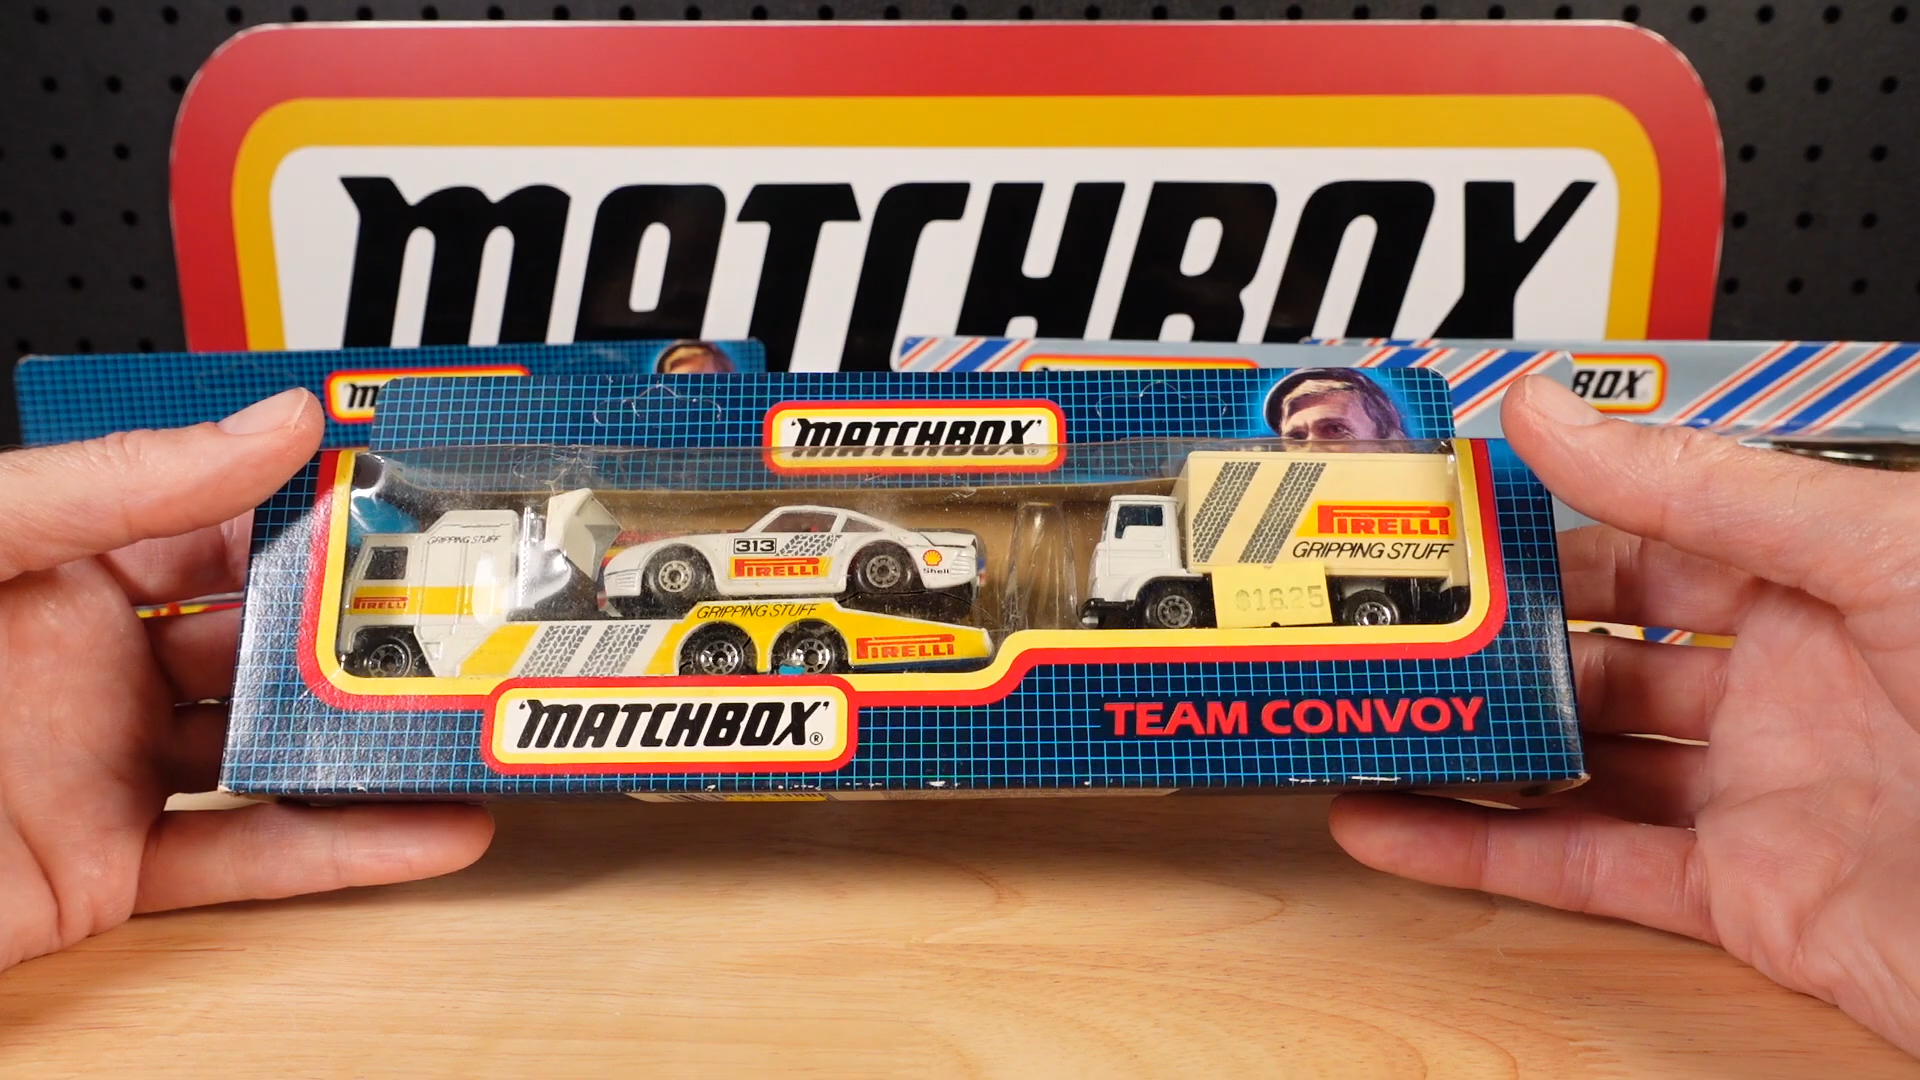 MATCHBOX
BOX
'MATCHBOX'®
GRIPPING STUFF
PIRELLI
313
PIRELLI
Shell
GRIPPING STUFF
PIRELLI
PIRELLI
GRIPPING STUFF
$16.25
'MATCHBOX'®
TEAM CONVOY